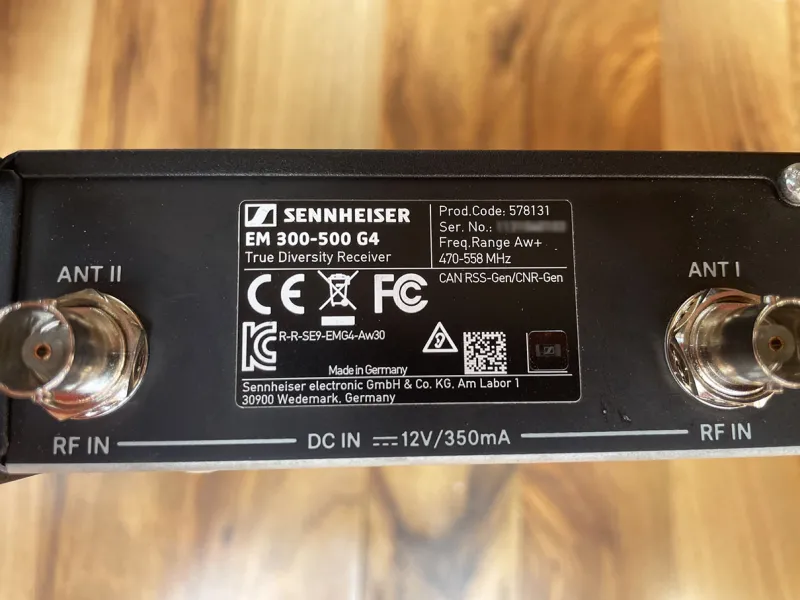 SENNHEISER
EM 300-500 G4
True Diversity Receiver
Prod.Code: 578131
Ser. No.:
Freq.Range Aw+
470-558 MHz
CAN RSS-Gen/CNR-Gen
CE FC
R-R-SE9-EMG4-Aw30
Made in Germany
Sennheiser electronic GmbH & Co. KG, Am Labor 1
30900 Wedemark, Germany
ANT II
ANT I
RF IN
DC IN 12V/350mA
RF IN